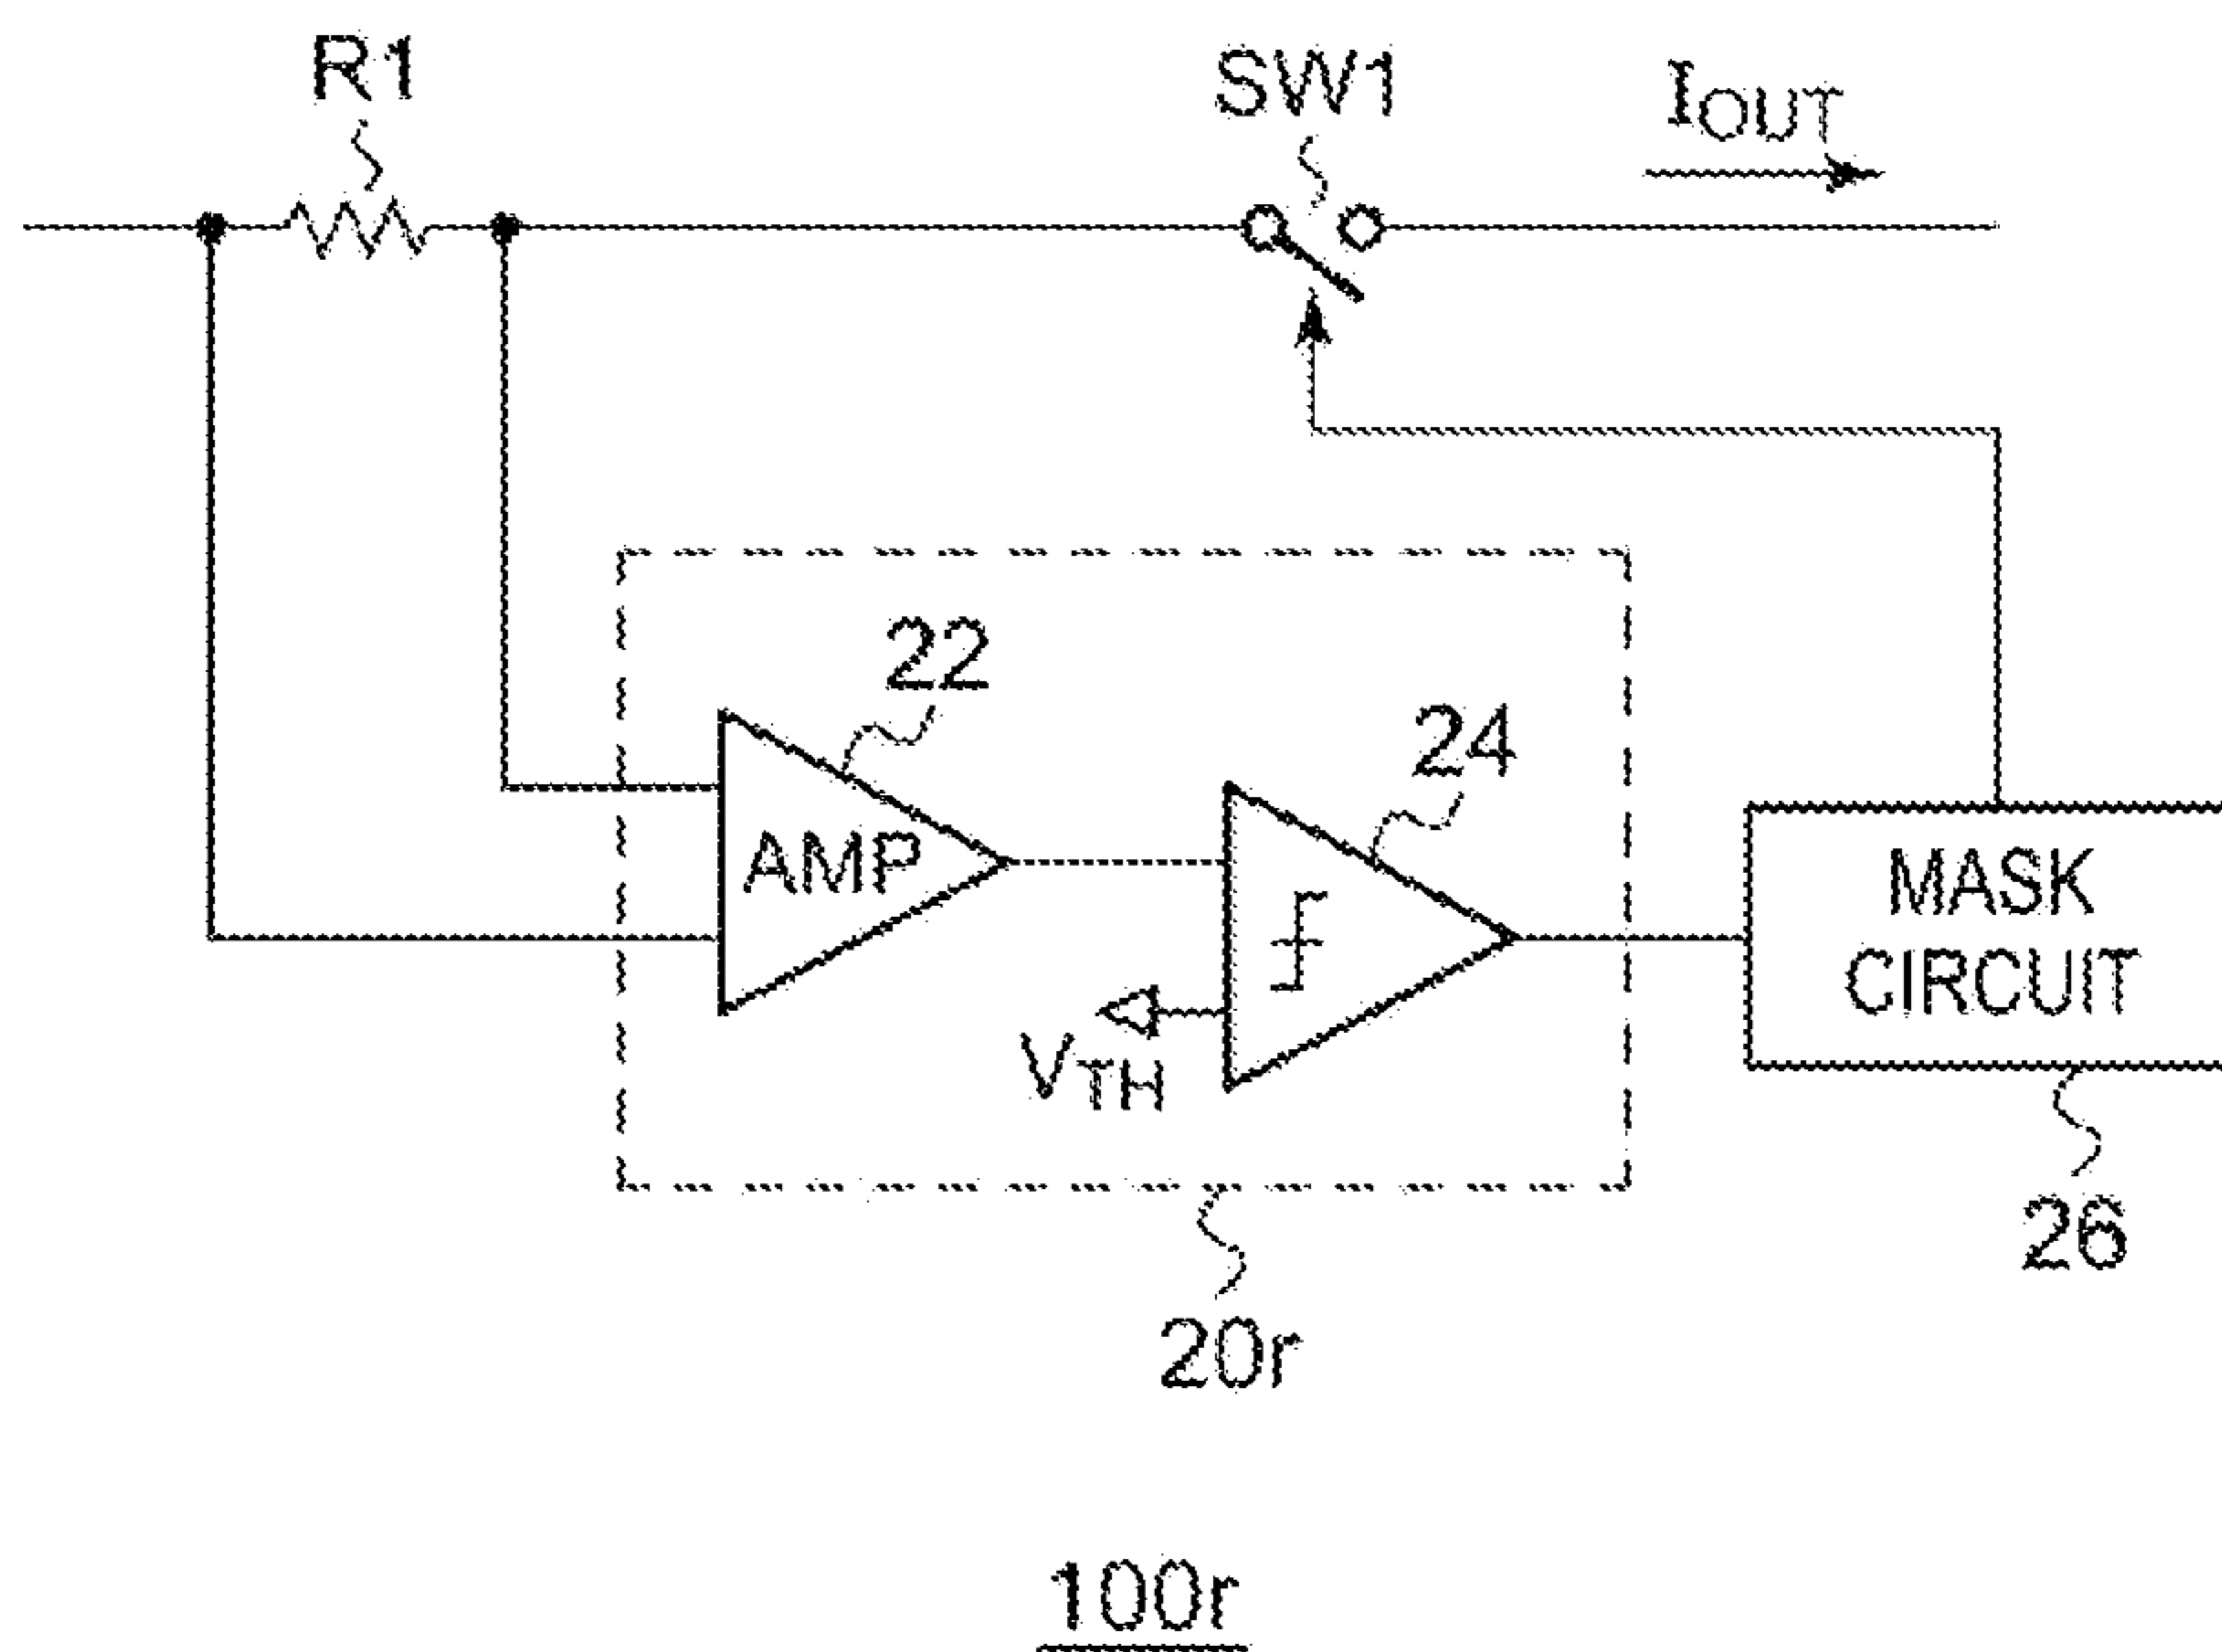 R1
SW1
IOUT
22
24
AMP
VTH
MASK
CIRCUIT
26
20r
100r